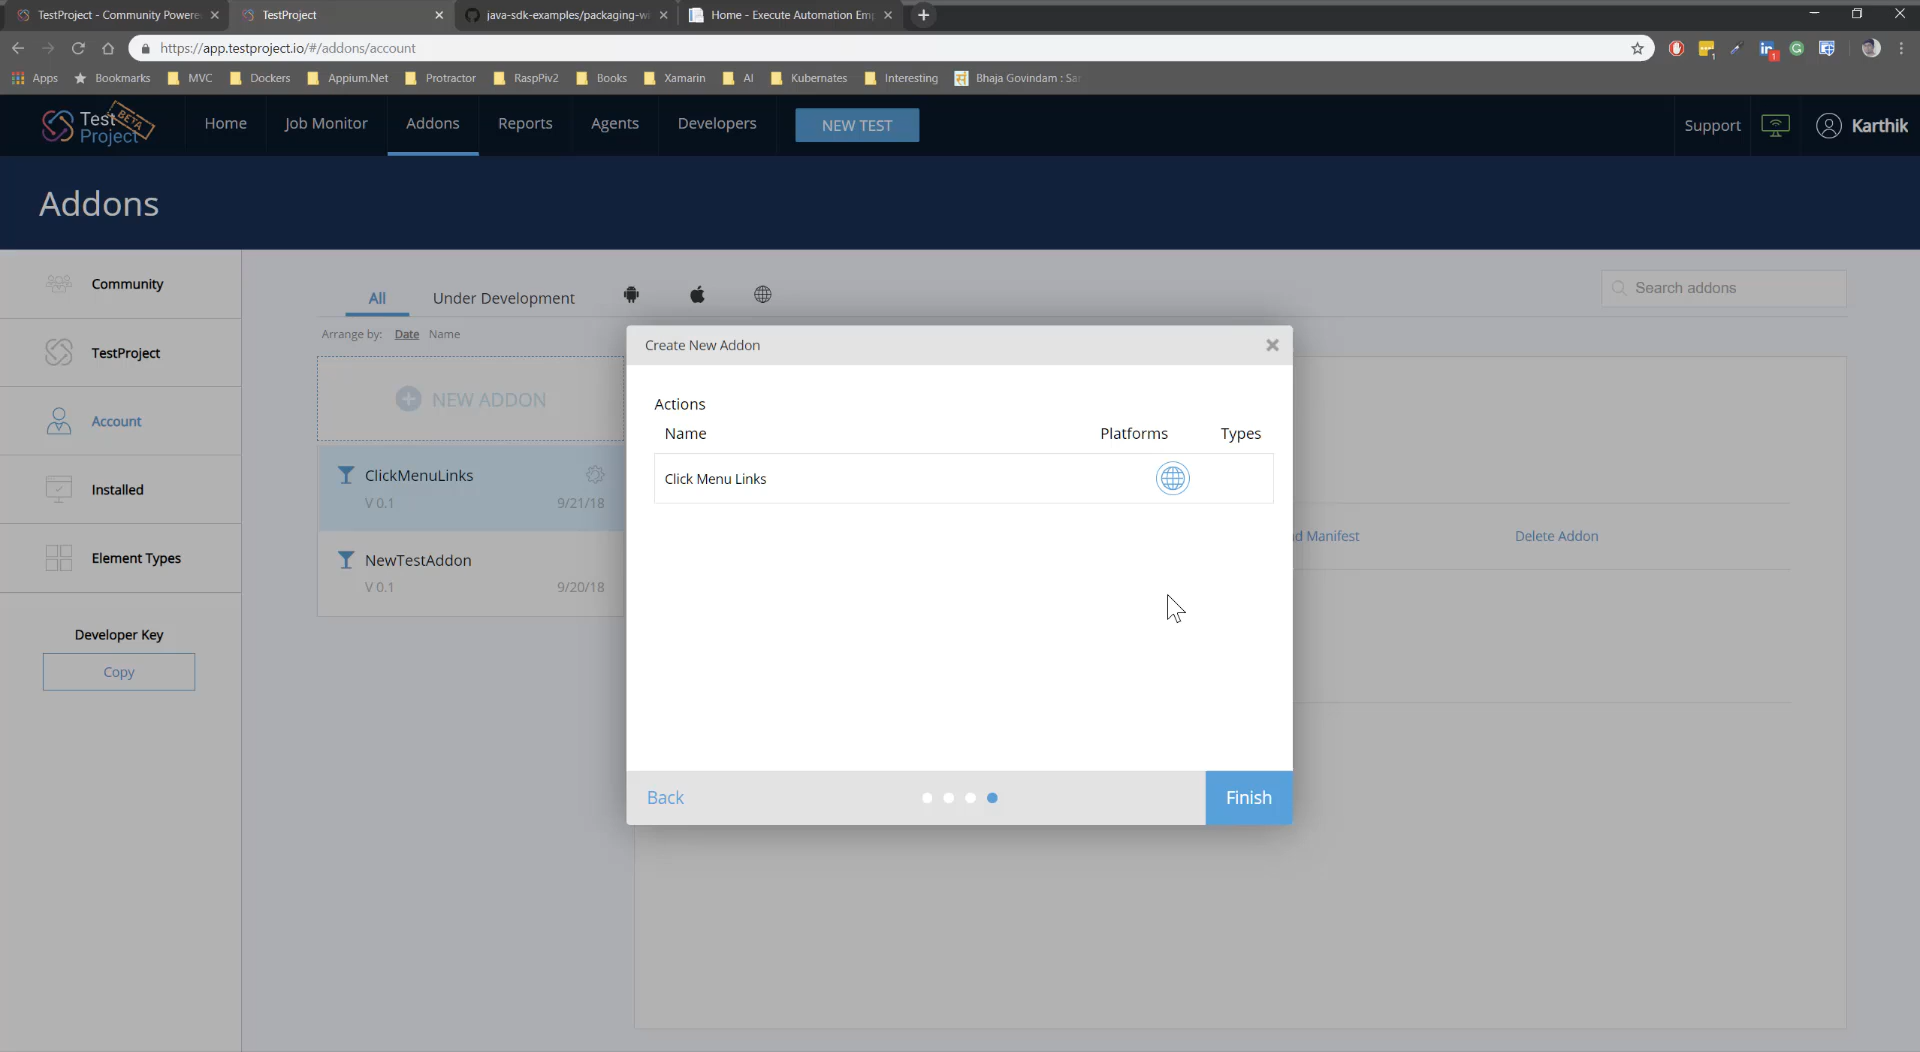 TestProject - Community Powere
TestProject
java-sdk-examples/packaging-w
Home - Execute Automation Em
https://app.testproject.io/#/addons/account
Apps
Bookmarks
MVC
Dockers
Appium.Net
Protractor
RaspPiv2
Books
Xamarin
AI
Kubernates
Interesting
Bhaja Govindam : Sa
Test
Project
BETA
Home
Job Monitor
Addons
Reports
Agents
Developers
NEW TEST
Support
Karthik
Addons
Community
TestProject
Account
Installed
Element Types
Developer Key
Copy
All
Under Development
Search addons
Arrange by: Date Name
NEW ADDON
ClickMenuLinks
V 0.1 9/21/18
NewTestAddon
V 0.1 9/20/18
Create New Addon
Actions
Name Platforms Types
Click Menu Links
d Manifest
Delete Addon
Back
Finish